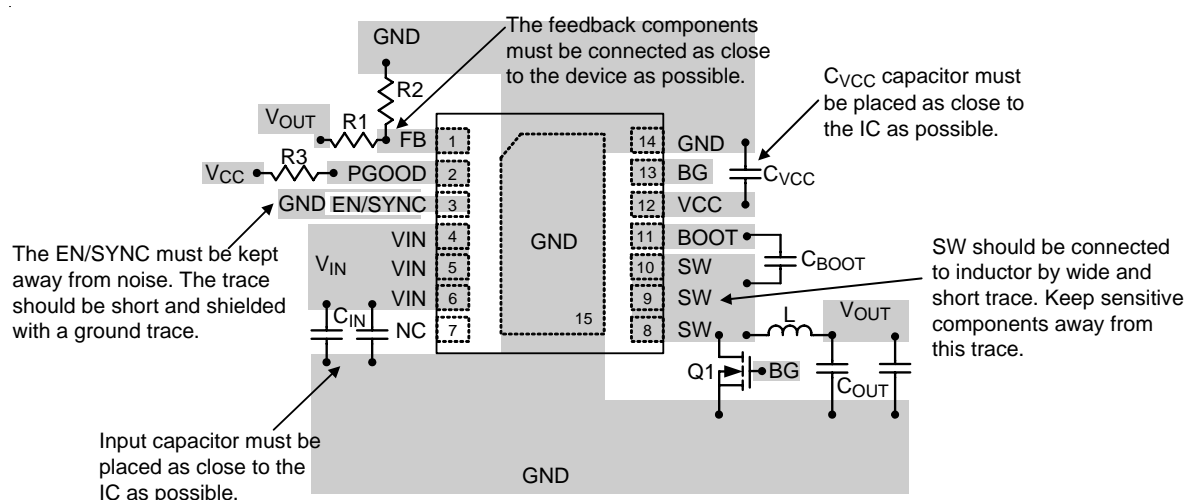 GND
The feedback components
must be connected as close
to the device as possible.
R2
VOUT
R1
FB
R3
VCC
PGOOD
GND EN/SYNC
VIN
VIN
VIN
VIN
CIN
NC
1
2
3
4
5
6
7
GND
15
14
13
12
11
10
9
8
GND
BG
VCC
BOOT
SW
SW
SW
CVCC capacitor must
be placed as close to
the IC as possible.
CVCC
CBOOT
SW should be connected
to inductor by wide and
short trace. Keep sensitive
components away from
this trace.
L
VOUT
Q1
BG
COUT
The EN/SYNC must be kept
away from noise. The trace
should be short and shielded
with a ground trace.
Input capacitor must be
placed as close to the
IC as possible.
GND